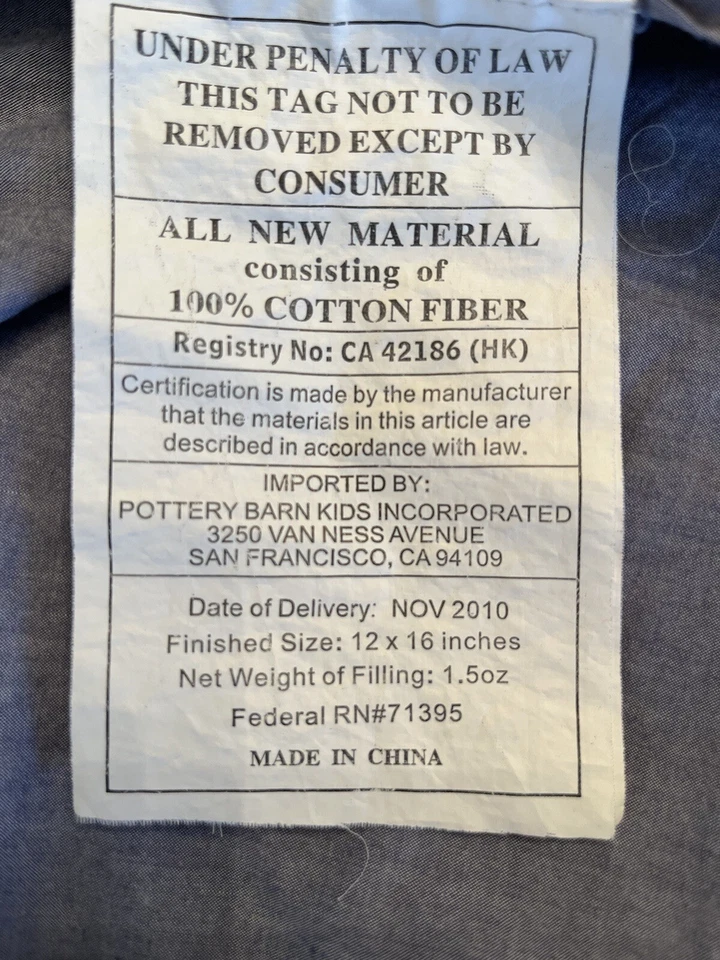 UNDER PENALTY OF LAW
THIS TAG NOT TO BE
REMOVED EXCEPT BY
CONSUMER
ALL NEW MATERIAL
consisting of
100% COTTON FIBER
Registry No: CA 42186 (HK)
Certification is made by the manufacturer
that the materials in this article are
described in accordance with law.
IMPORTED BY:
POTTERY BARN KIDS INCORPORATED
3250 VAN NESS AVENUE
SAN FRANCISCO, CA 94109
Date of Delivery: NOV 2010
Finished Size: 12 x 16 inches
Net Weight of Filling: 1.5oz
Federal RN#71395
MADE IN CHINA